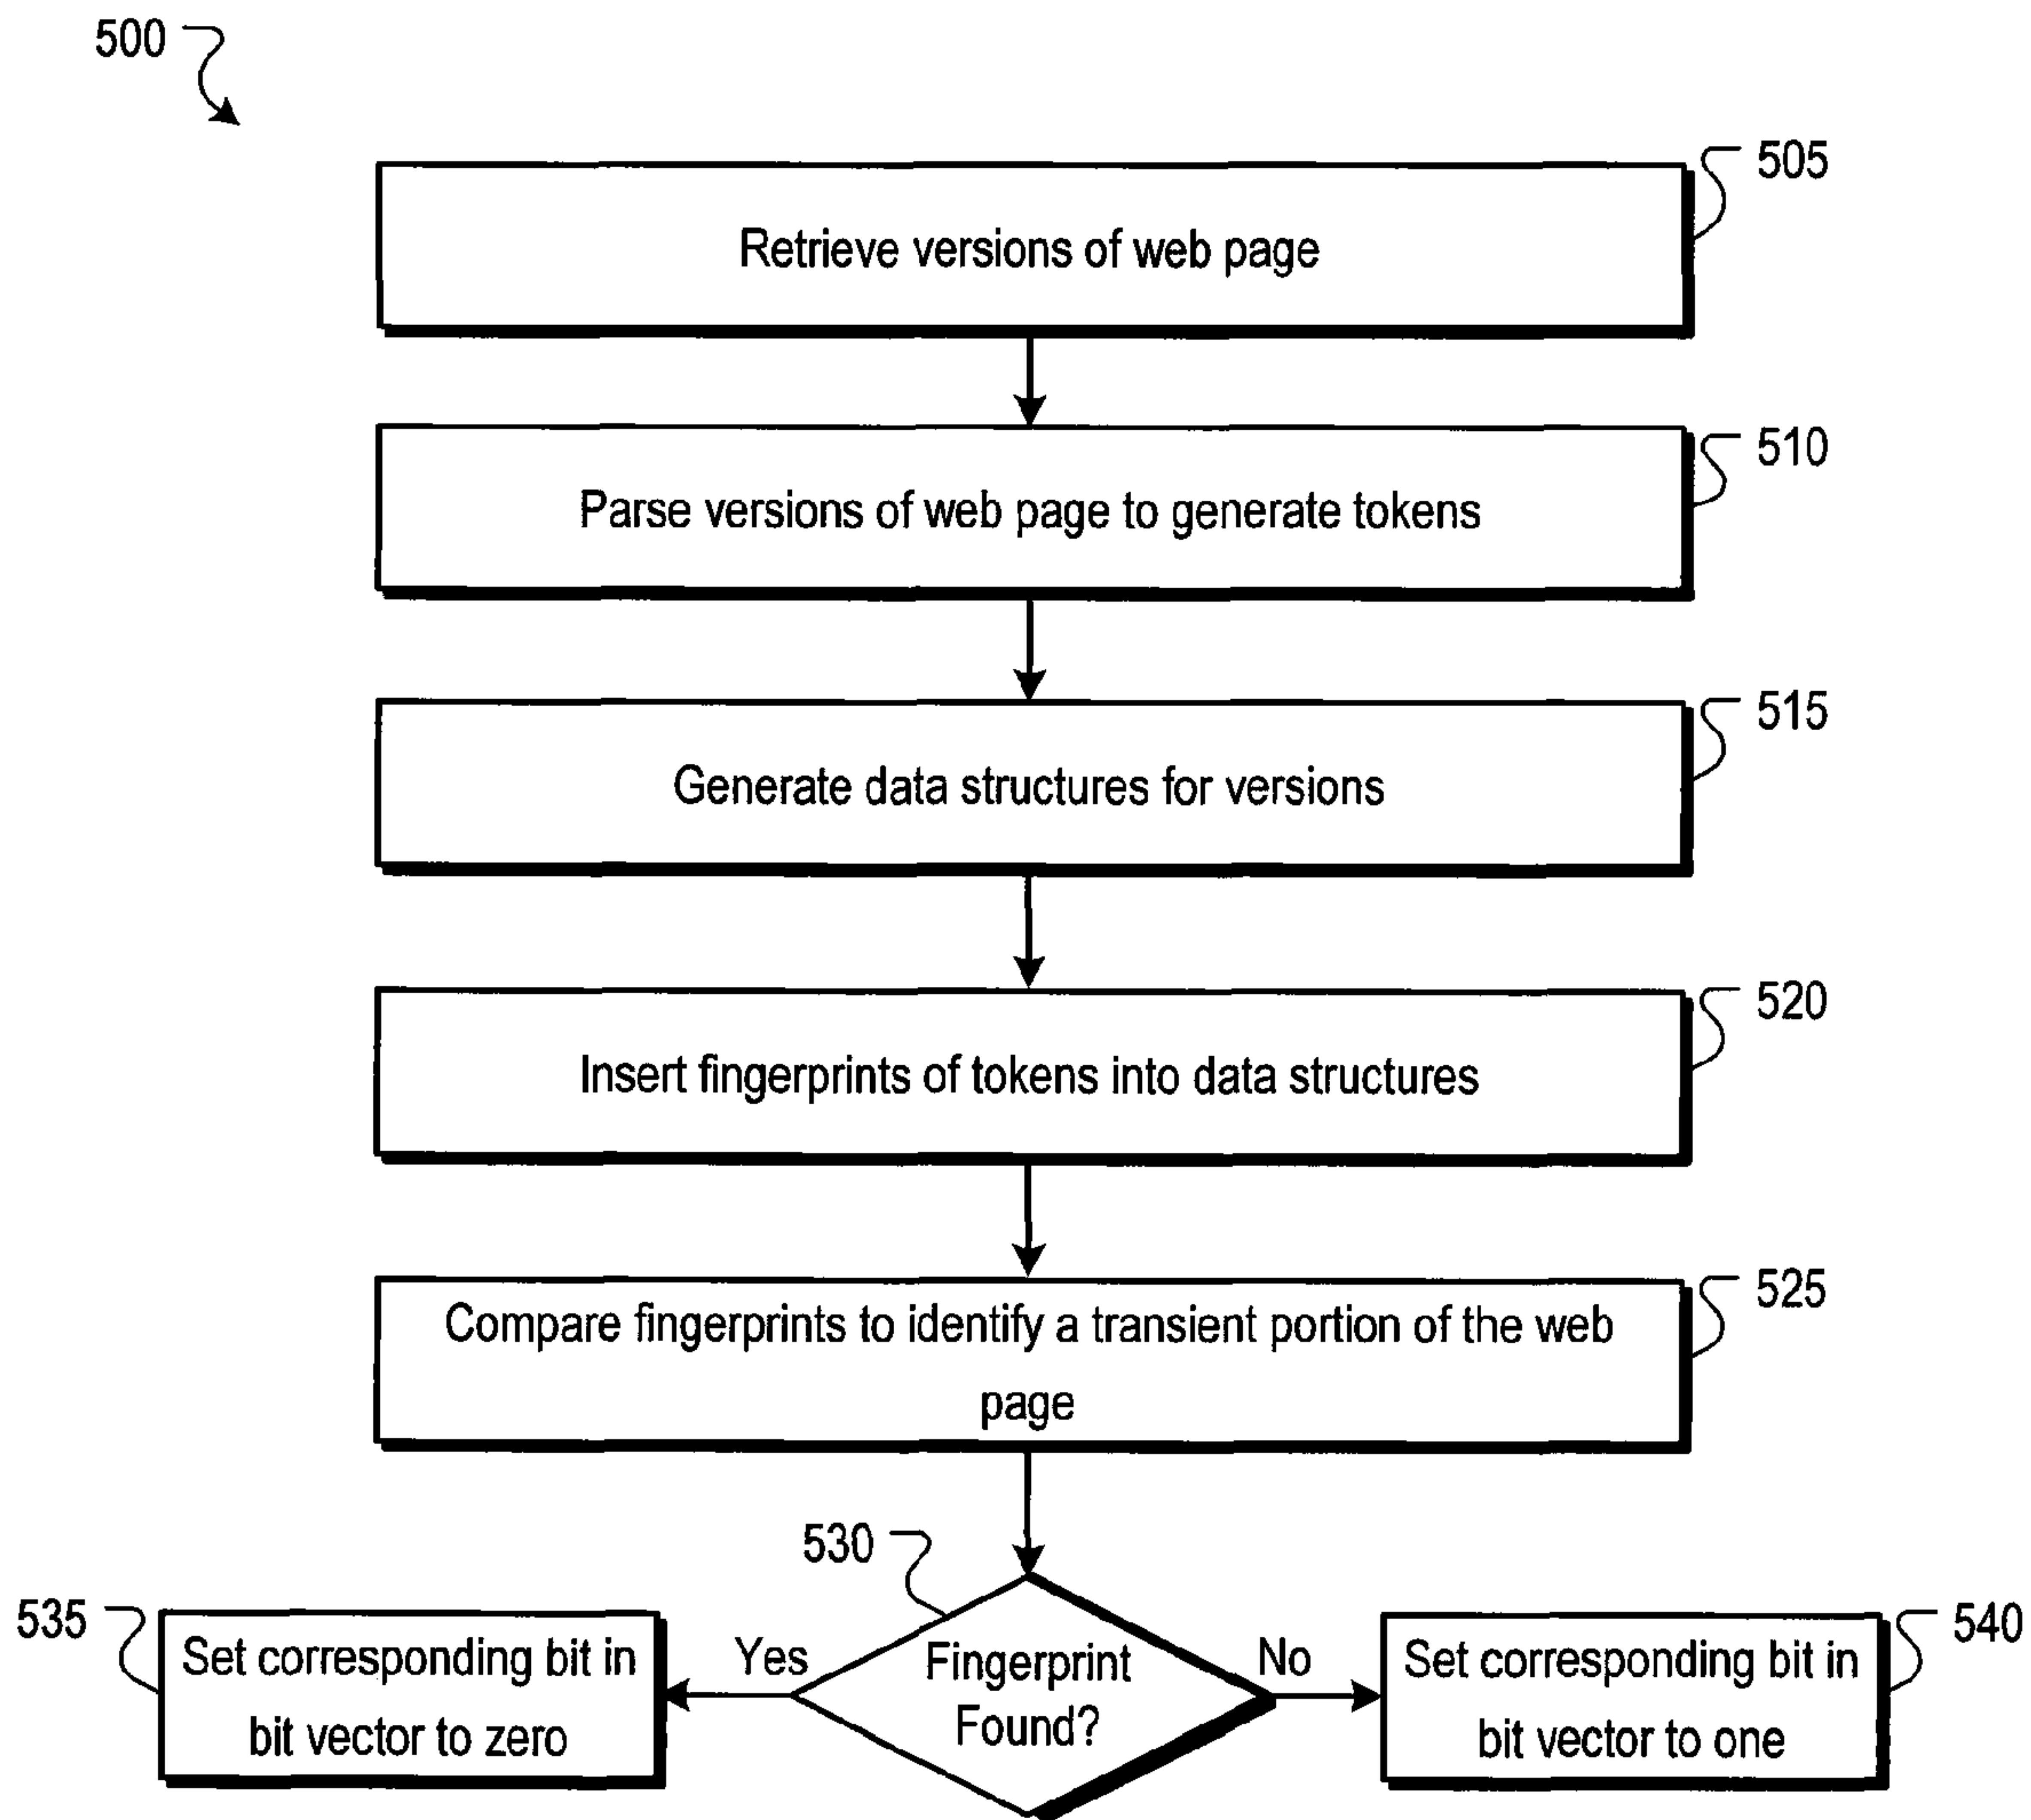 500
505
Retrieve versions of web page
510
Parse versions of web page to generate tokens
515
Generate data structures for versions
520
Insert fingerprints of tokens into data structures
525
Compare fingerprints to identify a transient portion of the web
page
530
535
Set corresponding bit in
bit vector to zero
Yes
Fingerprint
Found?
No
540
Set corresponding bit in
bit vector to one